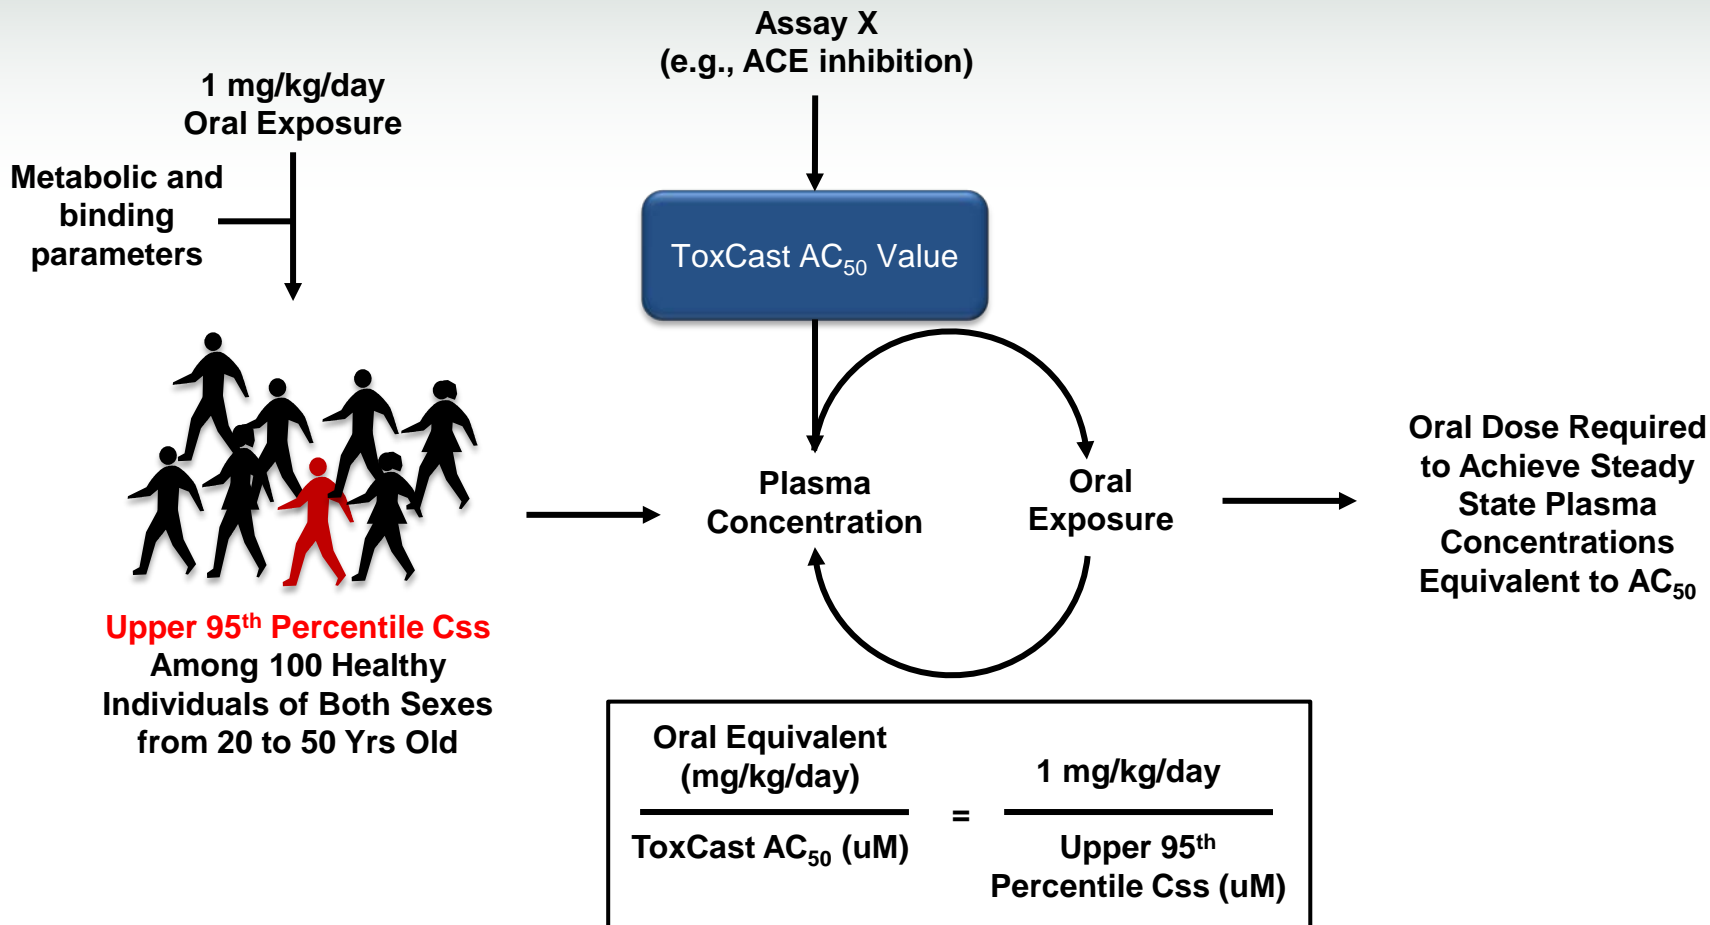 Assay X
(e.g., ACE inhibition)
1 mg/kg/day
Oral Exposure
Metabolic and
binding
parameters
ToxCast AC50 Value
Plasma
Concentration
Oral
Exposure
Oral Dose Required
to Achieve Steady
State Plasma
Concentrations
Equivalent to AC50
Upper 95th Percentile Css
Among 100 Healthy
Individuals of Both Sexes
from 20 to 50 Yrs Old
Oral Equivalent
(mg/kg/day)
ToxCast AC50 (uM)
=
1 mg/kg/day
Upper 95th
Percentile Css (uM)